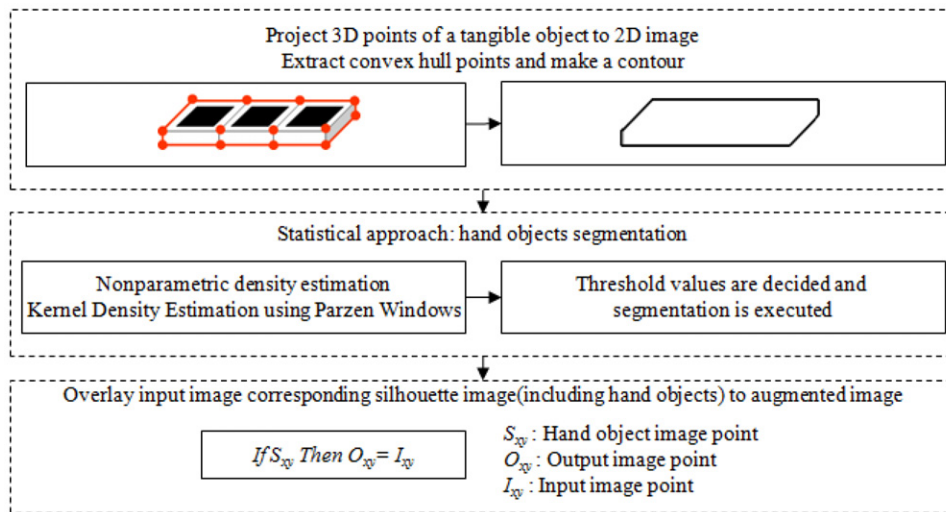 Project 3D points of a tangible object to 2D image
Extract convex hull points and make a contour
Statistical approach: hand objects segmentation
Nonparametric density estimation
Kernel Density Estimation using Parzen Windows
Threshold values are decided and
segmentation is executed
Overlay input image corresponding silhouette image(including hand objects) to augmented image
If Sxy Then Oxy= Ixy
Sxy : Hand object image point
Oxy : Output image point
Ixy : Input image point